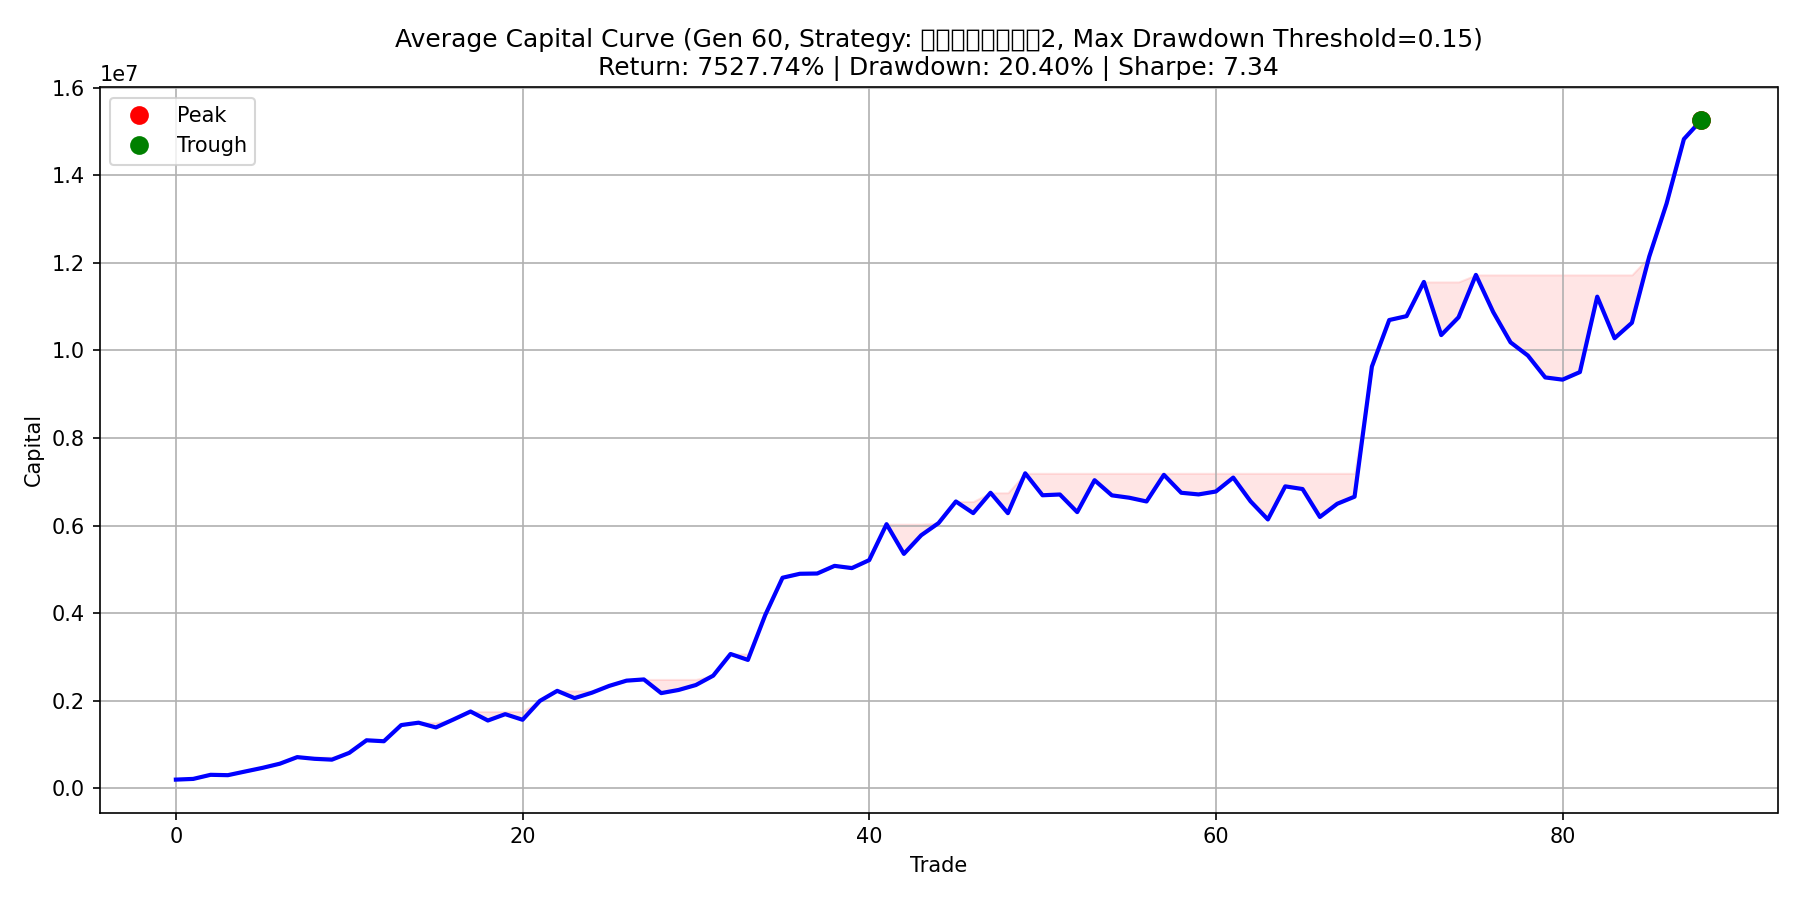 Average Capital Curve (Gen 60, Strategy: 2, Max Drawdown Threshold=0.15)
Return: 7527.74% | Drawdown: 20.40% | Sharpe: 7.34
1e7
Peak
Trough
1.6
1.4
1.2
1.0
0.8
0.6
0.4
0.2
0.0
Capital
0 20 40 60 80
Trade